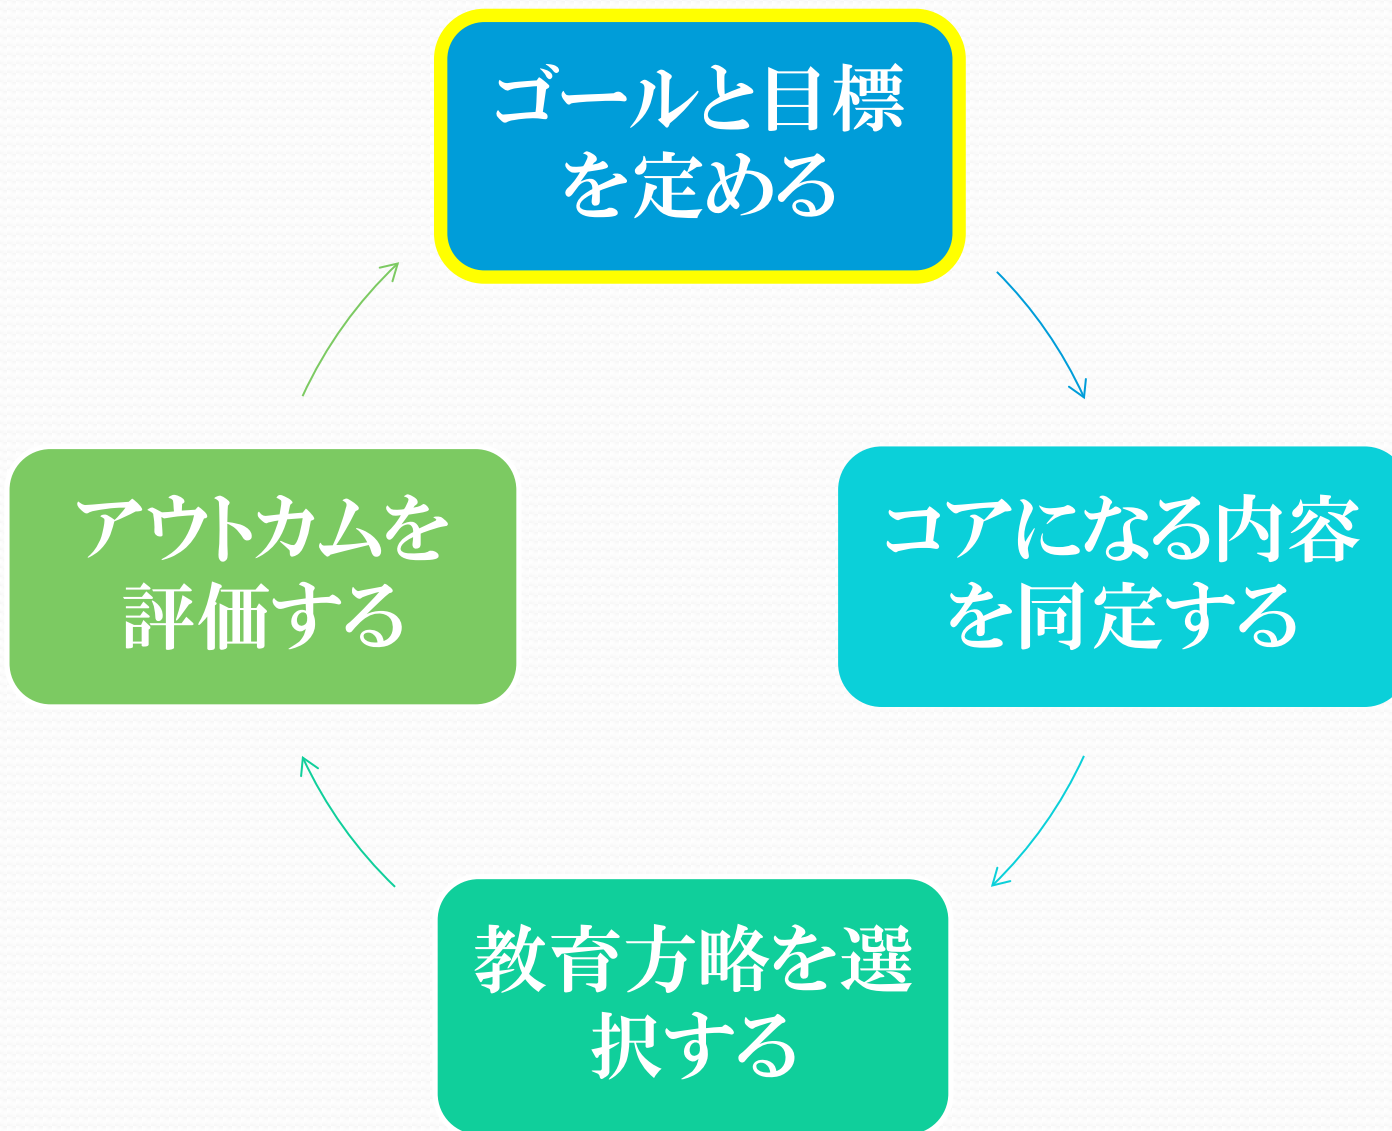 ゴールと目標
を定める
アウトカムを
評価する
コアになる内容
を同定する
教育方略を選
択する